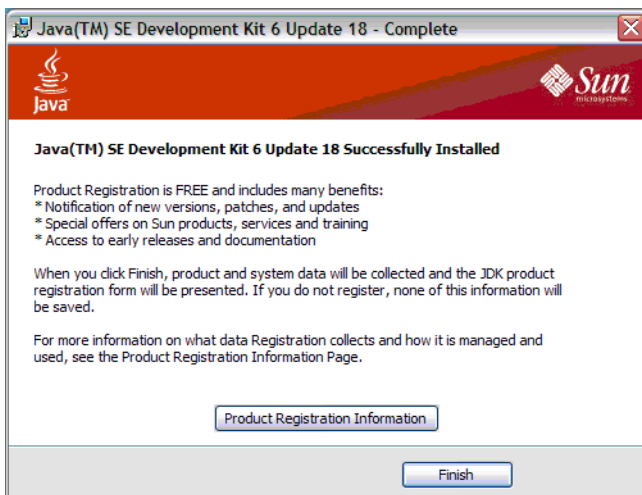 Java(TM) SE Development Kit 6 Update 18 - Complete
Java
Sun
microsystems
Java(TM) SE Development Kit 6 Update 18 Successfully Installed
Product Registration is FREE and includes many benefits:
* Notification of new versions, patches, and updates
* Special offers on Sun products, services and training
* Access to early releases and documentation
When you click Finish, product and system data will be collected and the JDK product
registration form will be presented. If you do not register, none of this information will
be saved.
For more information on what data Registration collects and how it is managed and
used, see the Product Registration Information Page.
Product Registration Information
Finish